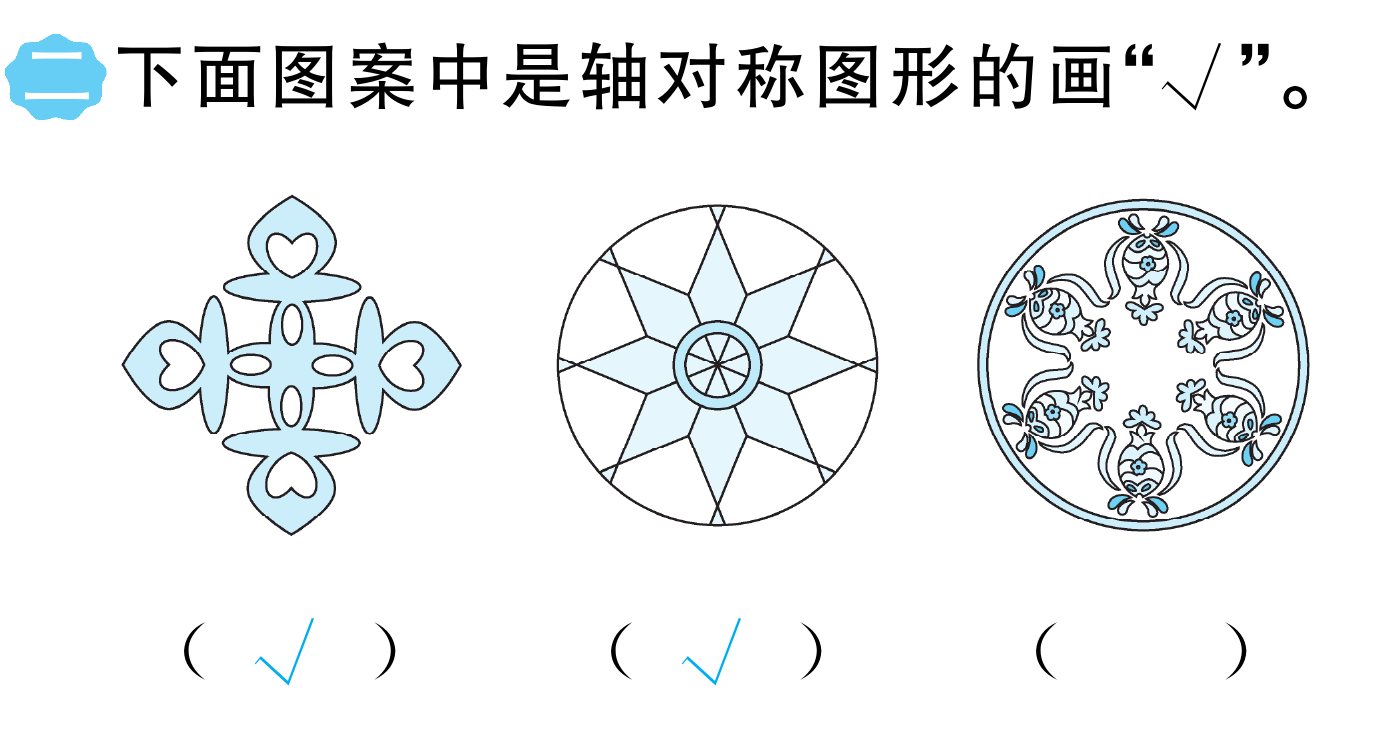 二 下面图案中是轴对称图形的画“√”。
( √ ) ( √ ) ( )